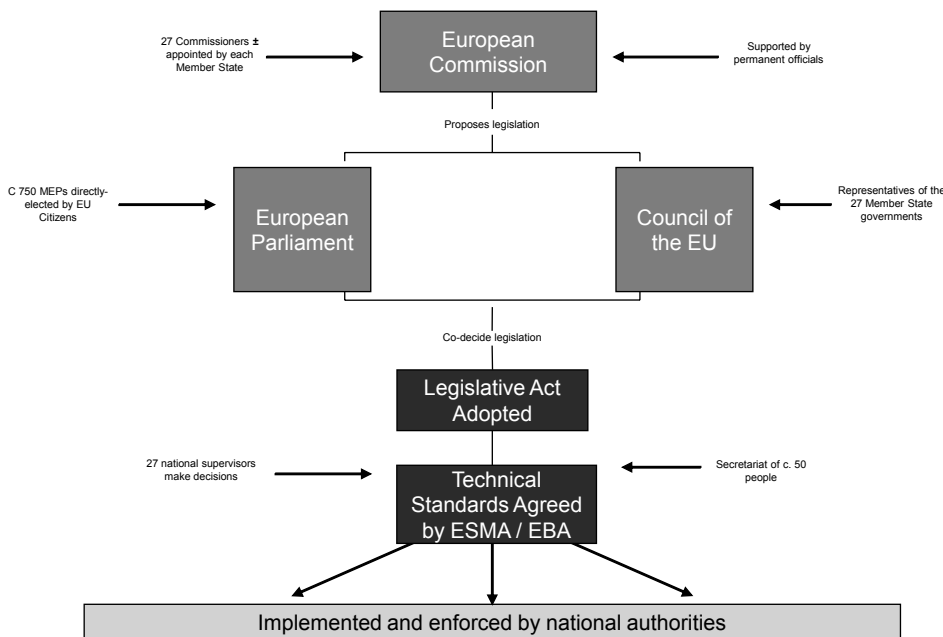 27 Commissioners ±
appointed by each
Member State
European
Commission
Supported by
permanent officials
Proposes legislation
C 750 MEPs directly-
elected by EU
Citizens
European
Parliament
Council of
the EU
Representatives of the
27 Member State
governments
Co-decide legislation
Legislative Act
Adopted
27 national supervisors
make decisions
Technical
Standards Agreed
by ESMA / EBA
Secretariat of c. 50
people
Implemented and enforced by national authorities